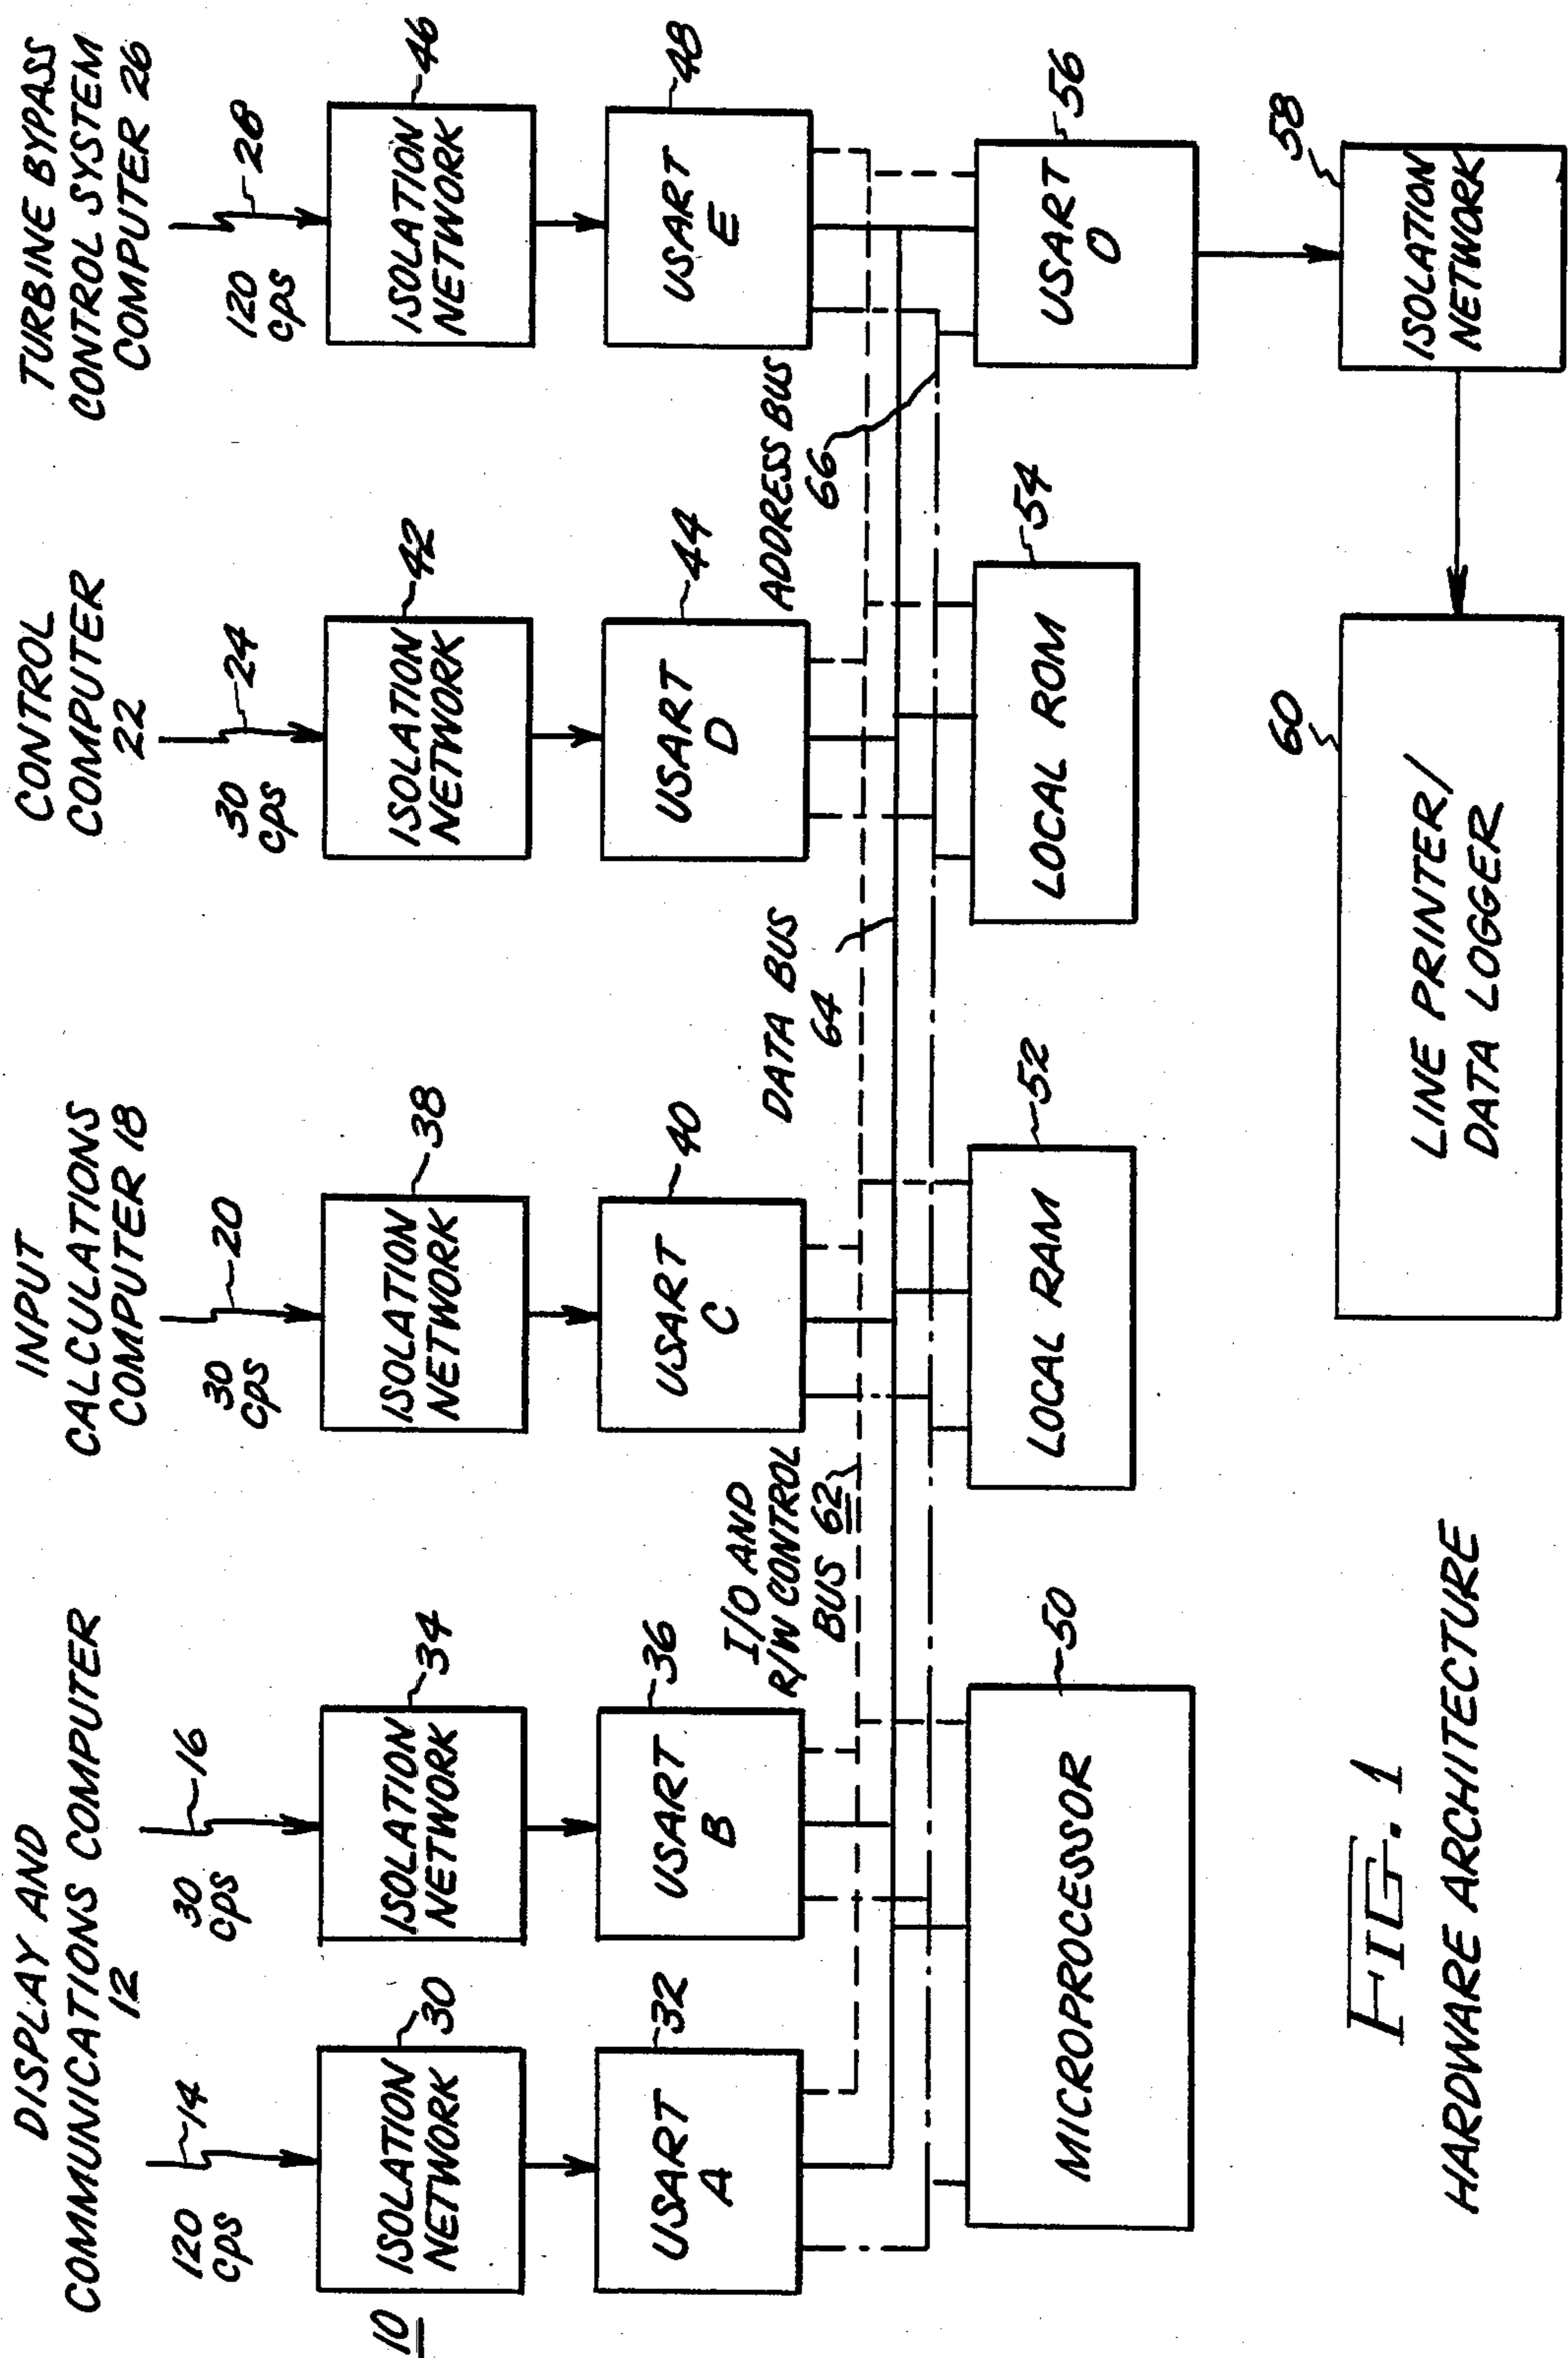 DISPLAY AND
COMMUNICATIONS COMPUTER
12
INPUT
CALCULATIONS
COMPUTER 18
CONTROL
COMPUTER
22
TURBINE BYPASS
CONTROL SYSTEM
COMPUTER 26
120
CPS
14
30
CPS
16
30
CPS
20
30
CPS
24
120
CPS
28
10
ISOLATION
NETWORK
30
ISOLATION
NETWORK
34
ISOLATION
NETWORK
38
ISOLATION
NETWORK
42
ISOLATION
NETWORK
46
USART
A
32
USART
B
36
USART
C
40
USART
D
44
USART
E
48
I/O AND
R/W CONTROL
BUS 62
DATA BUS
64
ADDRESS BUS
66
MICROPROCESSOR
50
LOCAL RAM
52
LOCAL ROM
54
USART
O
56
LINE PRINTER/
DATA LOGGER
60
ISOLATION
NETWORK
58
FIG. 1
HARDWARE ARCHITECTURE